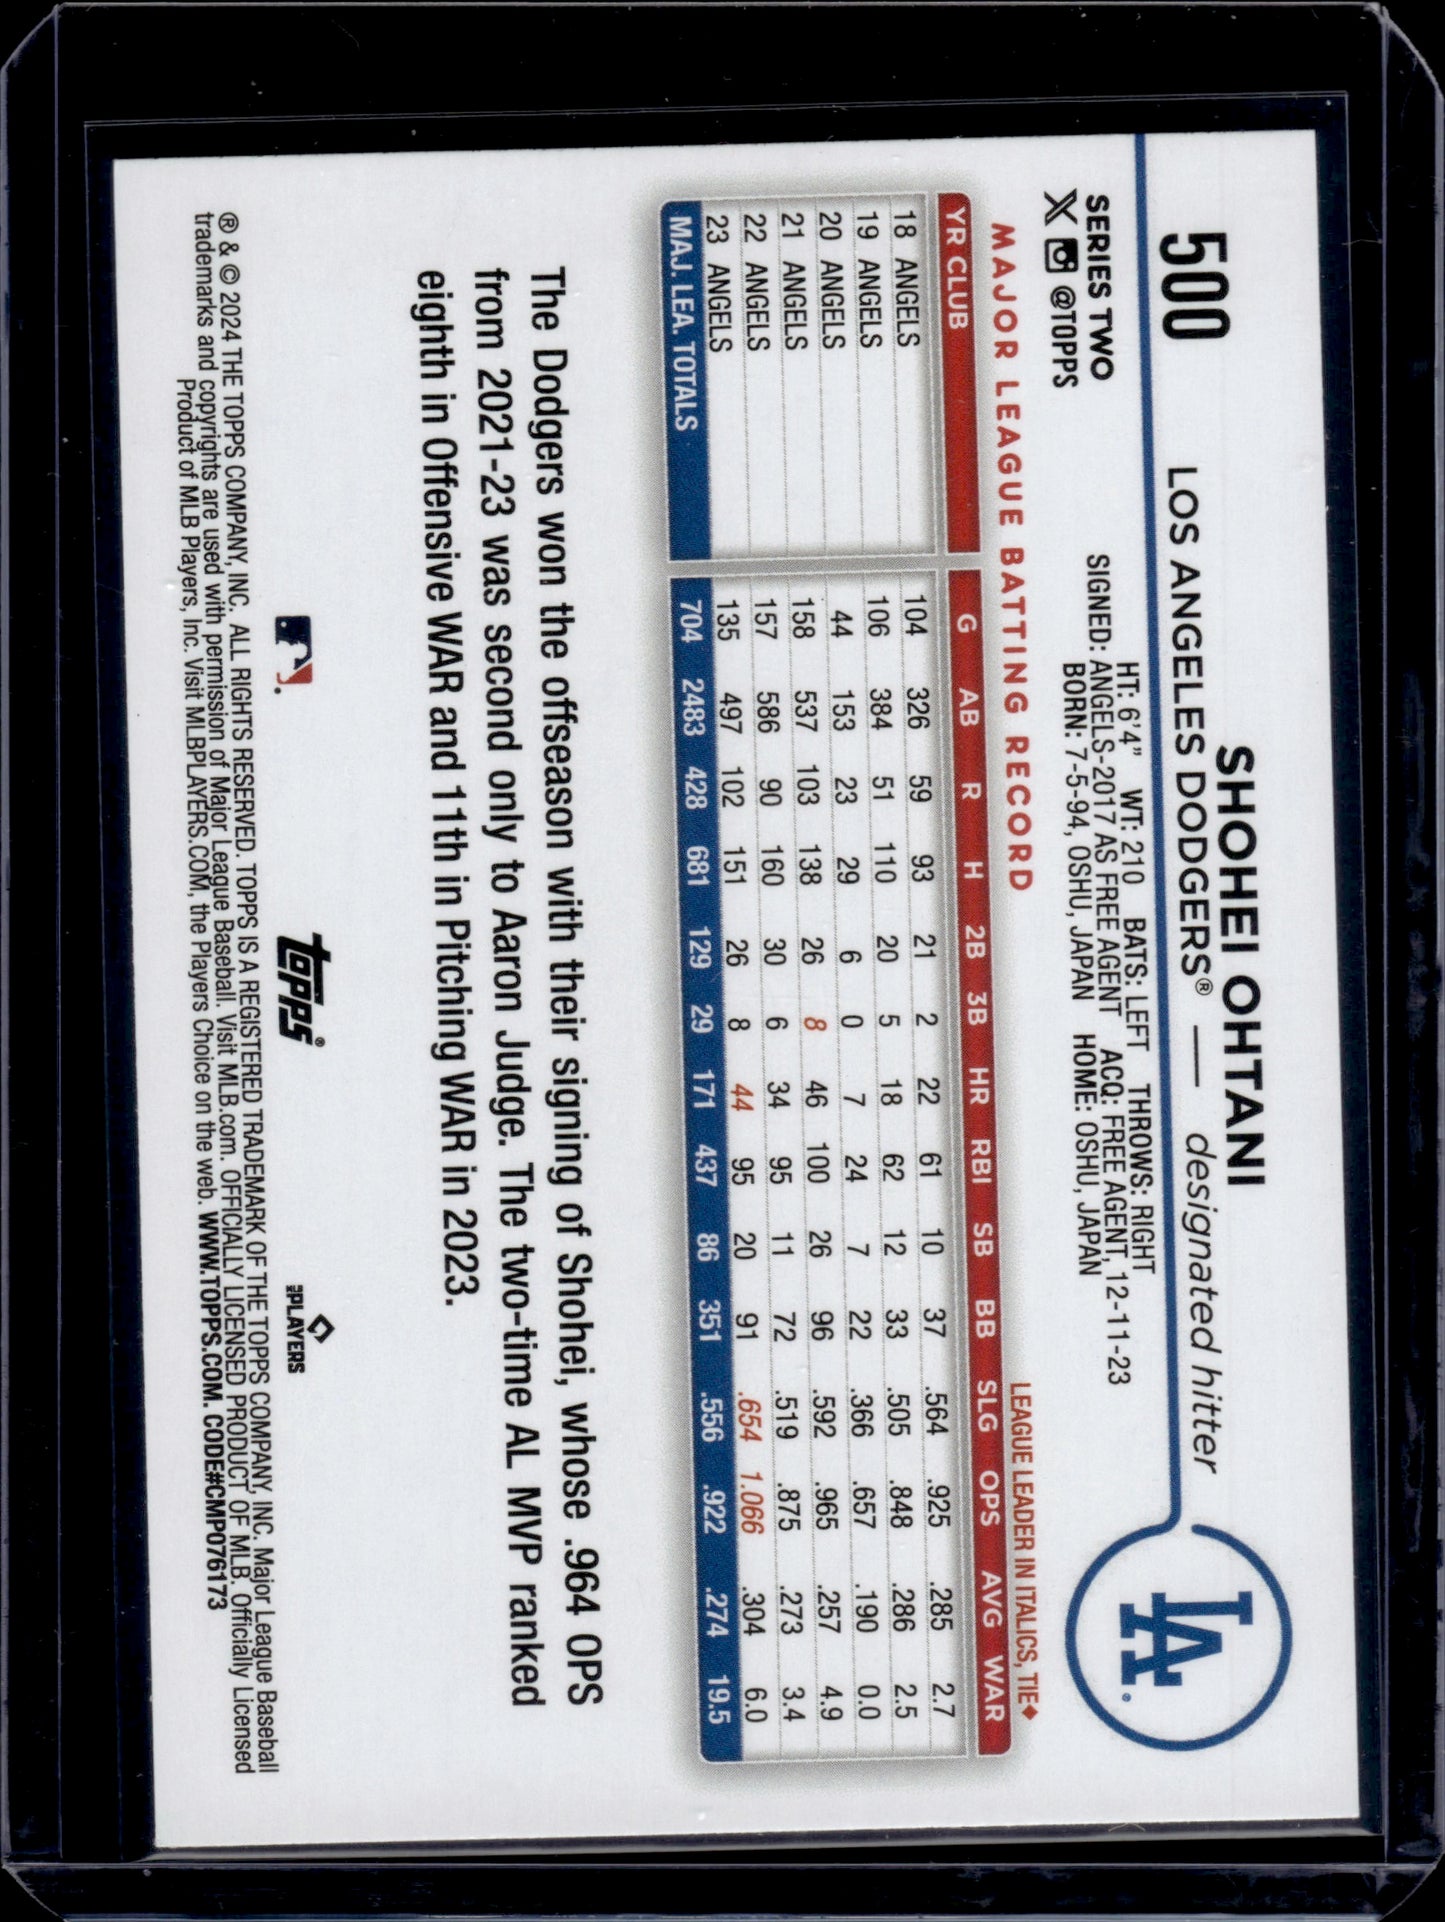 500
SHOHEI OHTANI
LOS ANGELES DODGERS® — designated hitter
LA
SERIES TWO
X @TOPPS
HT: 6'4" WT: 210 BATS: LEFT THROWS: RIGHT
SIGNED: ANGELS-2017 AS FREE AGENT ACQ: FREE AGENT, 12-11-23
BORN: 7-5-94, OSHU, JAPAN HOME: OSHU, JAPAN
MAJOR LEAGUE BATTING RECORD
LEAGUE LEADER IN ITALICS, TIE♦
YR CLUB G AB R H 2B 3B HR RBI SB BB SLG OPS AVG WAR
18 ANGELS 104 326 59 93 21 2 22 61 10 37 .564 .925 .285 2.7
19 ANGELS 106 384 51 110 20 5 18 62 12 33 .505 .848 .286 2.5
20 ANGELS 44 153 23 29 6 0 7 24 7 22 .366 .657 .190 0.0
21 ANGELS 158 537 103 138 26 8 46 100 26 96 .592 .965 .257 4.9
22 ANGELS 157 586 90 160 30 6 34 95 11 72 .519 .875 .273 3.4
23 ANGELS 135 497 102 151 26 8 44 95 20 91 .654 1.066 .304 6.0
MAJ. LEA. TOTALS 704 2483 428 681 129 29 171 437 86 351 .556 .922 .274 19.5
The Dodgers won the offseason with their signing of Shohei, whose .964 OPS
from 2021-23 was second only to Aaron Judge. The two-time AL MVP ranked
eighth in Offensive WAR and 11th in Pitching WAR in 2023.
topps®
MLB PLAYERS
® & © 2024 THE TOPPS COMPANY, INC. ALL RIGHTS RESERVED. TOPPS IS A REGISTERED TRADEMARK OF THE TOPPS COMPANY, INC. Major League Baseball
trademarks and copyrights are used with permission of Major League Baseball. Visit MLB.com. OFFICIALLY LICENSED PRODUCT OF MLB. Officially Licensed
Product of MLB Players, Inc. Visit MLBPLAYERS.COM, the Players Choice on the web. WWW.TOPPS.COM. CODE#CMP076173